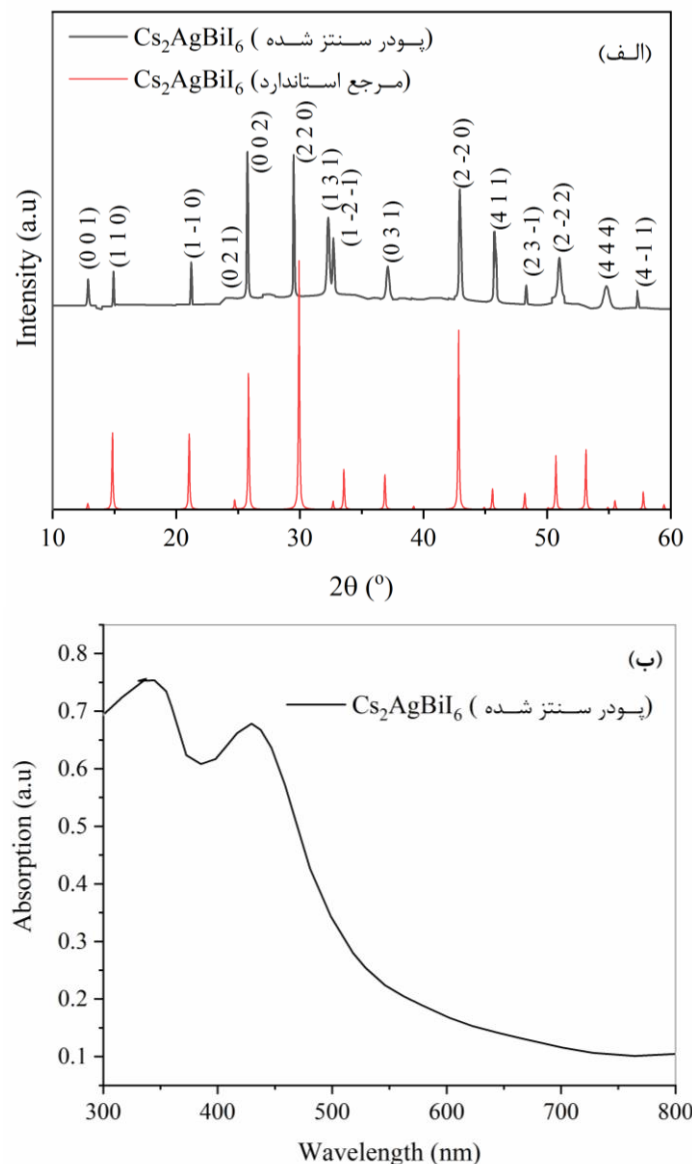 Cs₂AgBiI₆ (پودر سنتز شده)
(الف)
Cs₂AgBiI₆ (مرجع استاندارد)
(0 0 1)
(1 1 0)
(1 -1 0)
(0 2 1)
(0 0 2)
(2 2 0)
(1 3 1)
(1 -2 -1)
(0 3 1)
(2 -2 0)
(4 1 1)
(2 3 -1)
(2 -2 2)
(4 4 4)
(4 -1 1)
Intensity (a.u)
10 20 30 40 50 60
2θ (°)
(ب)
Cs₂AgBiI₆ (پودر سنتز شده)
0.8
0.7
0.6
0.5
0.4
0.3
0.2
0.1
Absorption (a.u)
300 400 500 600 700 800
Wavelength (nm)